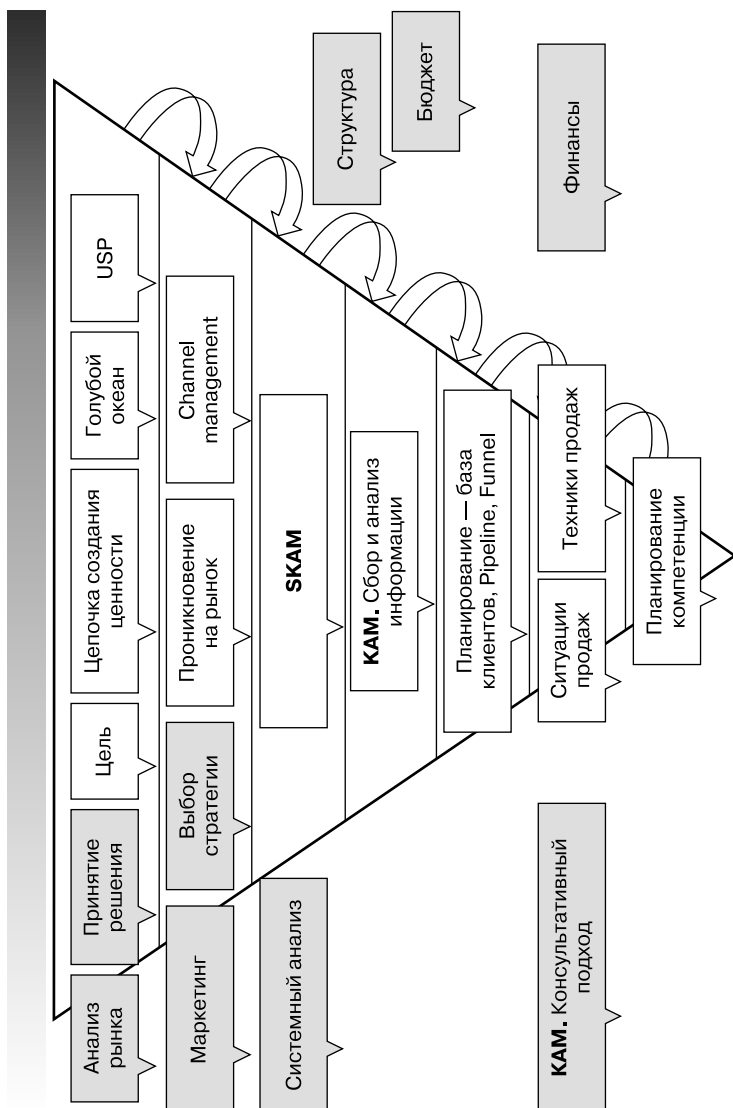 Анализ
рынка
Принятие
решения
Цель
Цепочка создания
ценности
Голубой
океан
USP
Маркетинг
Выбор
стратегии
Проникновение
на рынок
Channel
management
Системный анализ
SKAM
Структура
КАМ. Сбор и анализ
информации
Бюджет
Планирование — база
клиентов, Pipeline, Funnel
КАМ. Консультативный
подход
Ситуации
продаж
Техники продаж
Финансы
Планирование
компетенции